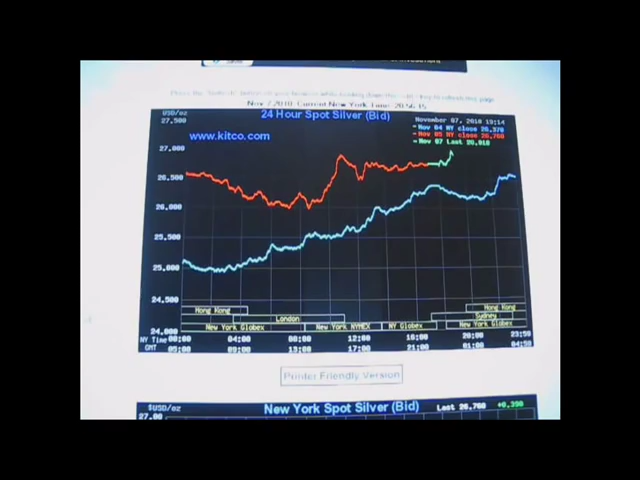 Nov 7,2010 Current New York Time: 20:56:15
USD/oz
24 Hour Spot Silver (Bid)
November 07, 2010 19:14
27.500
www.kitco.com
Nov 04 NY close 26.370
Nov 05 NY close 26.760
Nov 07 Last 26.910
27.000
26.500
26.000
25.500
25.000
24.500
24.000
Hong Kong
Hong Kong
London
Sydney
New York Globex
New York NYMEX
NY Globex
New York Globex
NY Time 00:00 04:00 08:00 12:00 16:00 20:00 23:59
GMT 05:00 09:00 13:00 17:00 21:00 01:00 04:59
Printer Friendly Version
$USD/oz
New York Spot Silver (Bid)
Last 26.760 +0.390
27.00